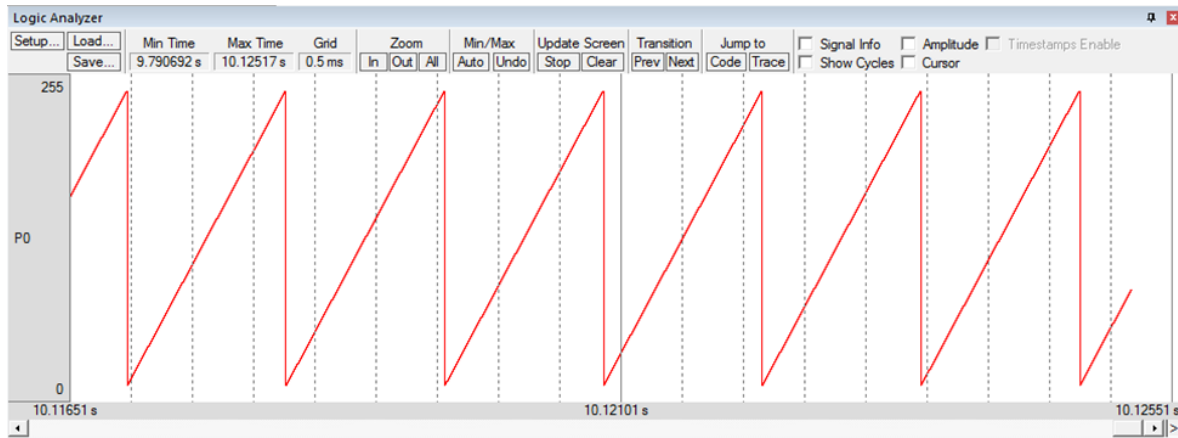 Logic Analyzer
Setup... Load... Min Time Max Time Grid Zoom Min/Max Update Screen Transition Jump to Signal Info Amplitude Timestamps Enable
Save... 9.790692 s 10.12517 s 0.5 ms In Out All Auto Undo Stop Clear Prev Next Code Trace Show Cycles Cursor
255
P0
0
10.11651 s 10.12101 s 10.12551 s